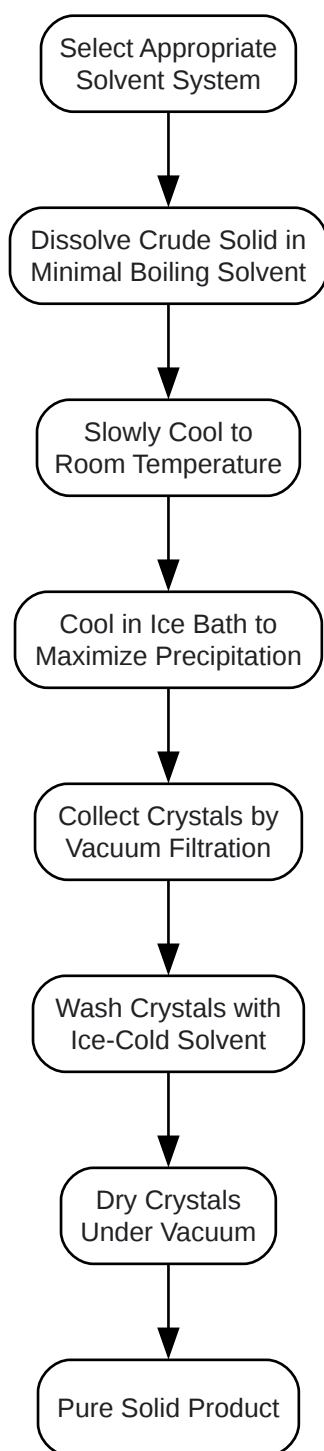 Select Appropriate
Solvent System
Dissolve Crude Solid in
Minimal Boiling Solvent
Slowly Cool to
Room Temperature
Cool in Ice Bath to
Maximize Precipitation
Collect Crystals by
Vacuum Filtration
Wash Crystals with
Ice-Cold Solvent
Dry Crystals
Under Vacuum
Pure Solid Product